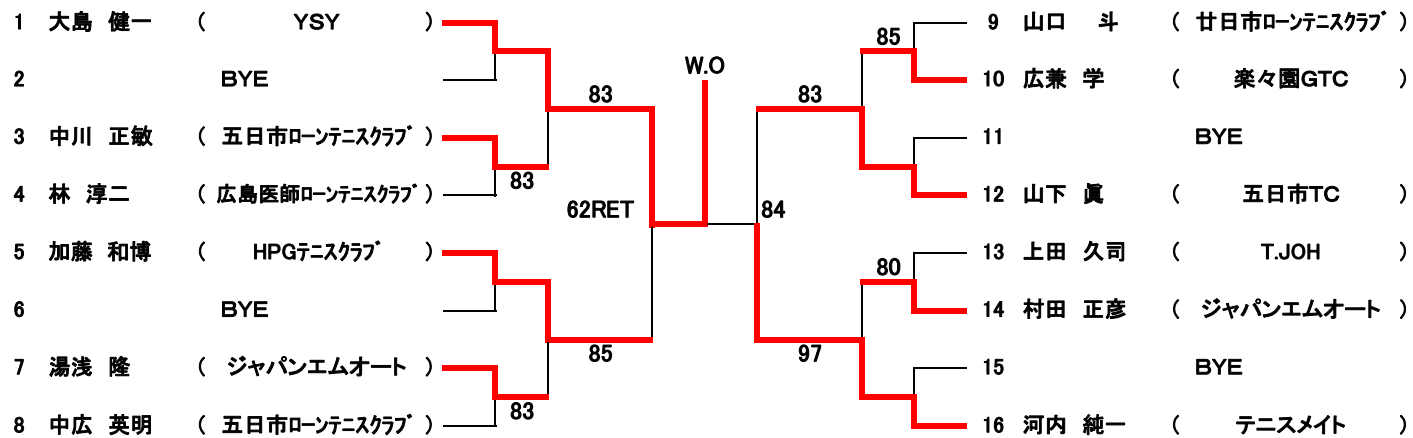 1 大島 健一 ( YSY )
2 BYE
3 中川 正敏 ( 五日市ローンテニスクラブ )
4 林 淳二 ( 広島医師ローンテニスクラブ )
5 加藤 和博 ( HPGテニスクラブ )
6 BYE
7 湯浅 隆 ( ジャパンエムオート )
8 中広 英明 ( 五日市ローンテニスクラブ )
83
83
83
85
62RET
W.O
84
85
83
80
97
9 山口 斗 ( 廿日市ローンテニスクラブ )
10 広兼 学 ( 楽々園GTC )
11 BYE
12 山下 眞 ( 五日市TC )
13 上田 久司 ( T.JOH )
14 村田 正彦 ( ジャパンエムオート )
15 BYE
16 河内 純一 ( テニスメイト )